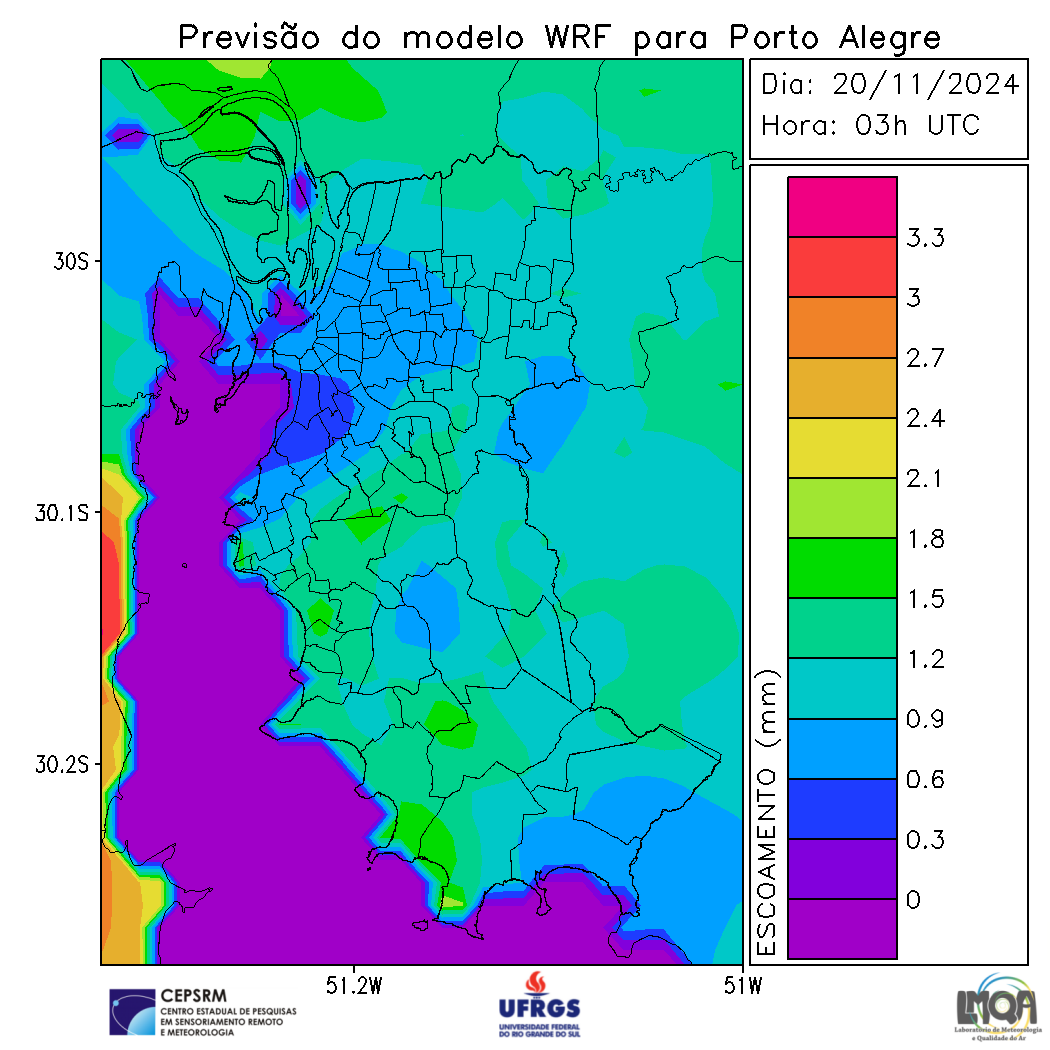 Previsão do modelo WRF para Porto Alegre
Dia: 20/11/2024
Hora: 03h UTC
30S
30.1S
30.2S
51.2W
51W
ESCOAMENTO (mm)
3.3
3
2.7
2.4
2.1
1.8
1.5
1.2
0.9
0.6
0.3
0
CEPSRM
CENTRO ESTADUAL DE PESQUISAS
EM SENSORIAMENTO REMOTO
E METEOROLOGIA
UFRGS
UNIVERSIDADE FEDERAL
DO RIO GRANDE DO SUL
LMQA
Laboratório de Meteorologia
e Qualidade do Ar